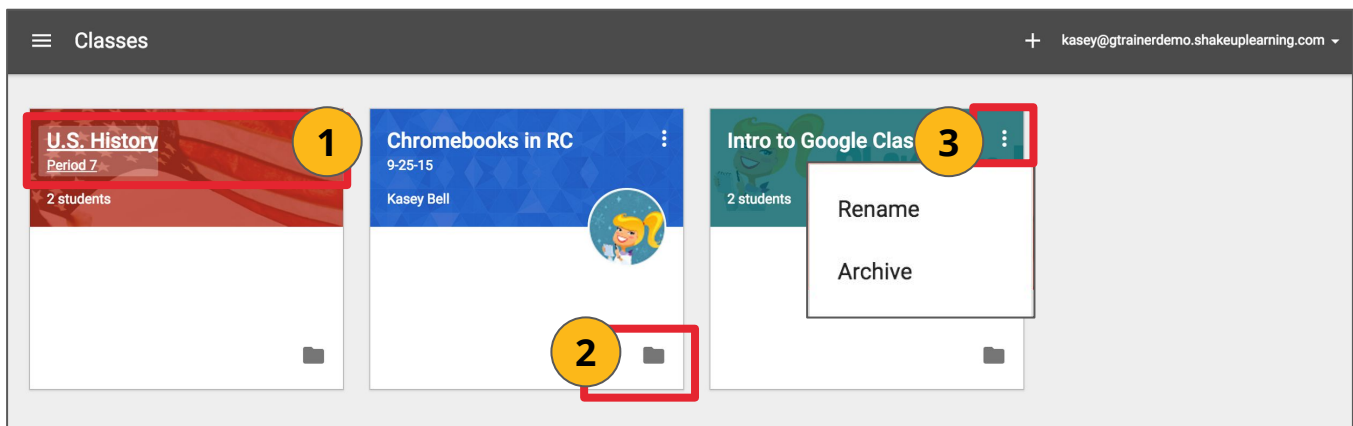 Classes
kasey@gtrainerdemo.shakeuplearning.com
U.S. History
Period 7
2 students
1
Chromebooks in RC
9-25-15
Kasey Bell
2
Intro to Google Clas
2 students
3
Rename
Archive